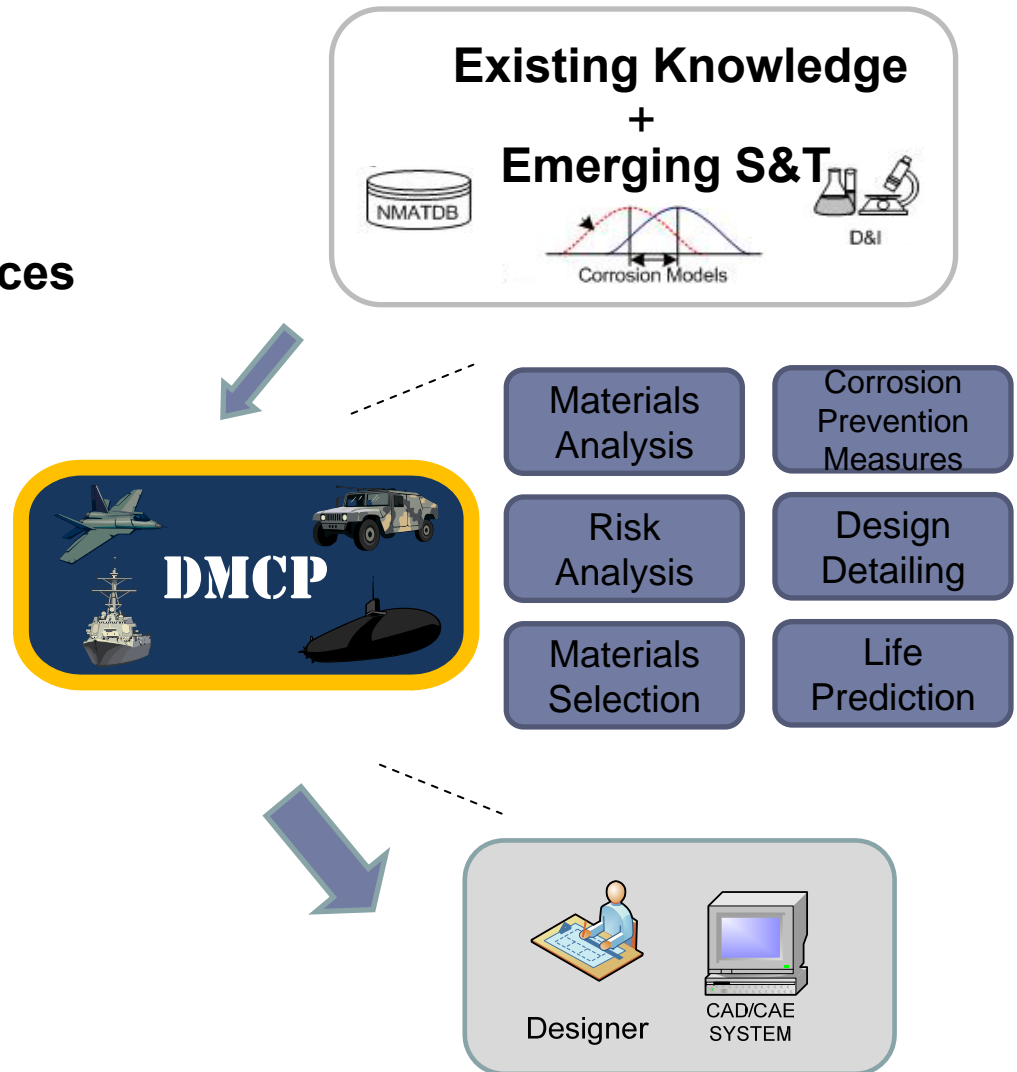 Existing Knowledge
+
Emerging S&T
NMATDB
Corrosion Models
D&I
ces
DMCP
Materials
Analysis
Corrosion
Prevention
Measures
Risk
Analysis
Design
Detailing
Materials
Selection
Life
Prediction
Designer
CAD/CAE
SYSTEM